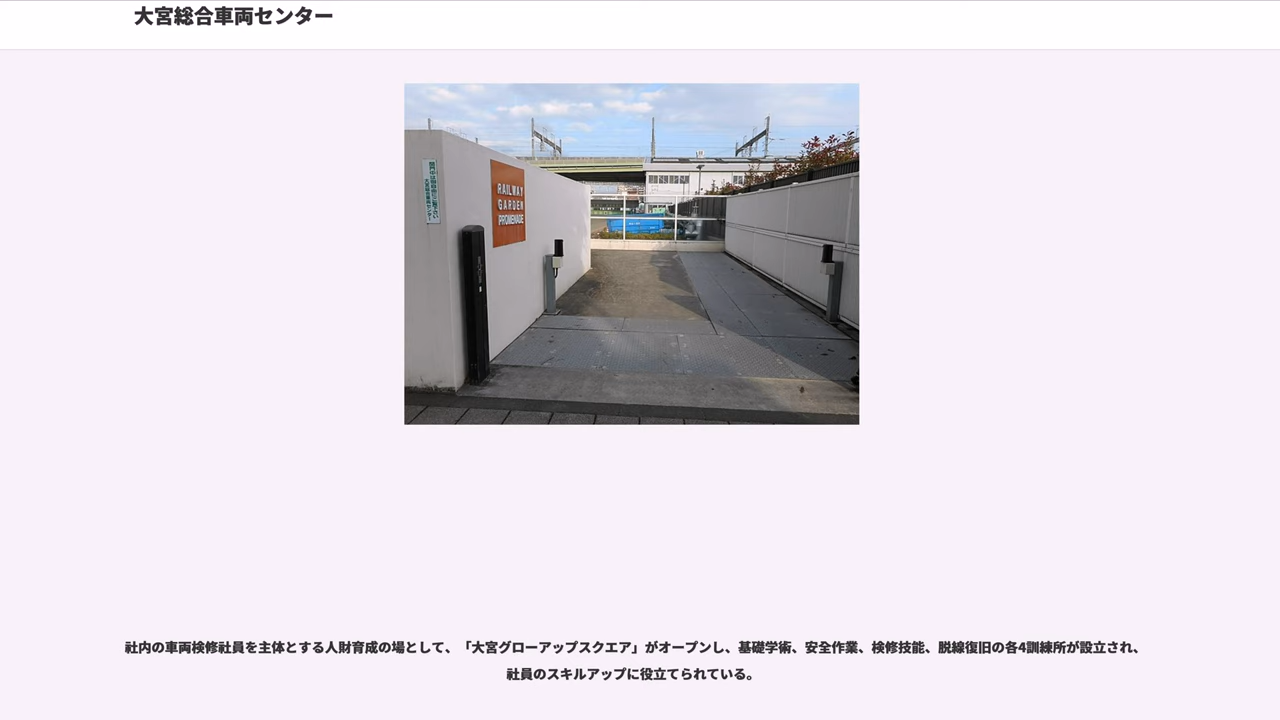 大宮総合車両センター
RAILWAY
GARDEN
PROMENADE
社内の車両検修社員を主体とする人財育成の場として、「大宮グローアップスクエア」がオープンし、基礎学術、安全作業、検修技能、脱線復旧の各4訓練所が設立され、
社員のスキルアップに役立てられている。